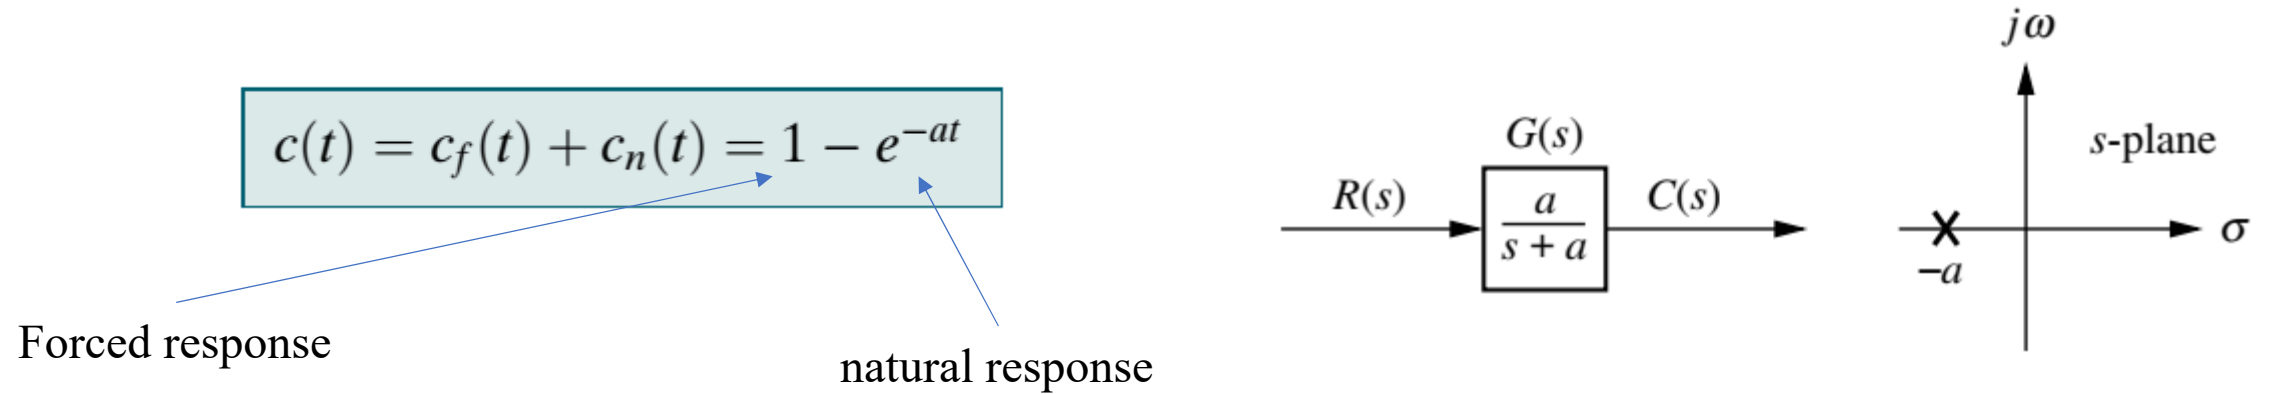 c(t) = c_f(t) + c_n(t) = 1 − e^{−at}
Forced response
natural response
G(s)
R(s)
a
s + a
C(s)
jω
s-plane
σ
−a